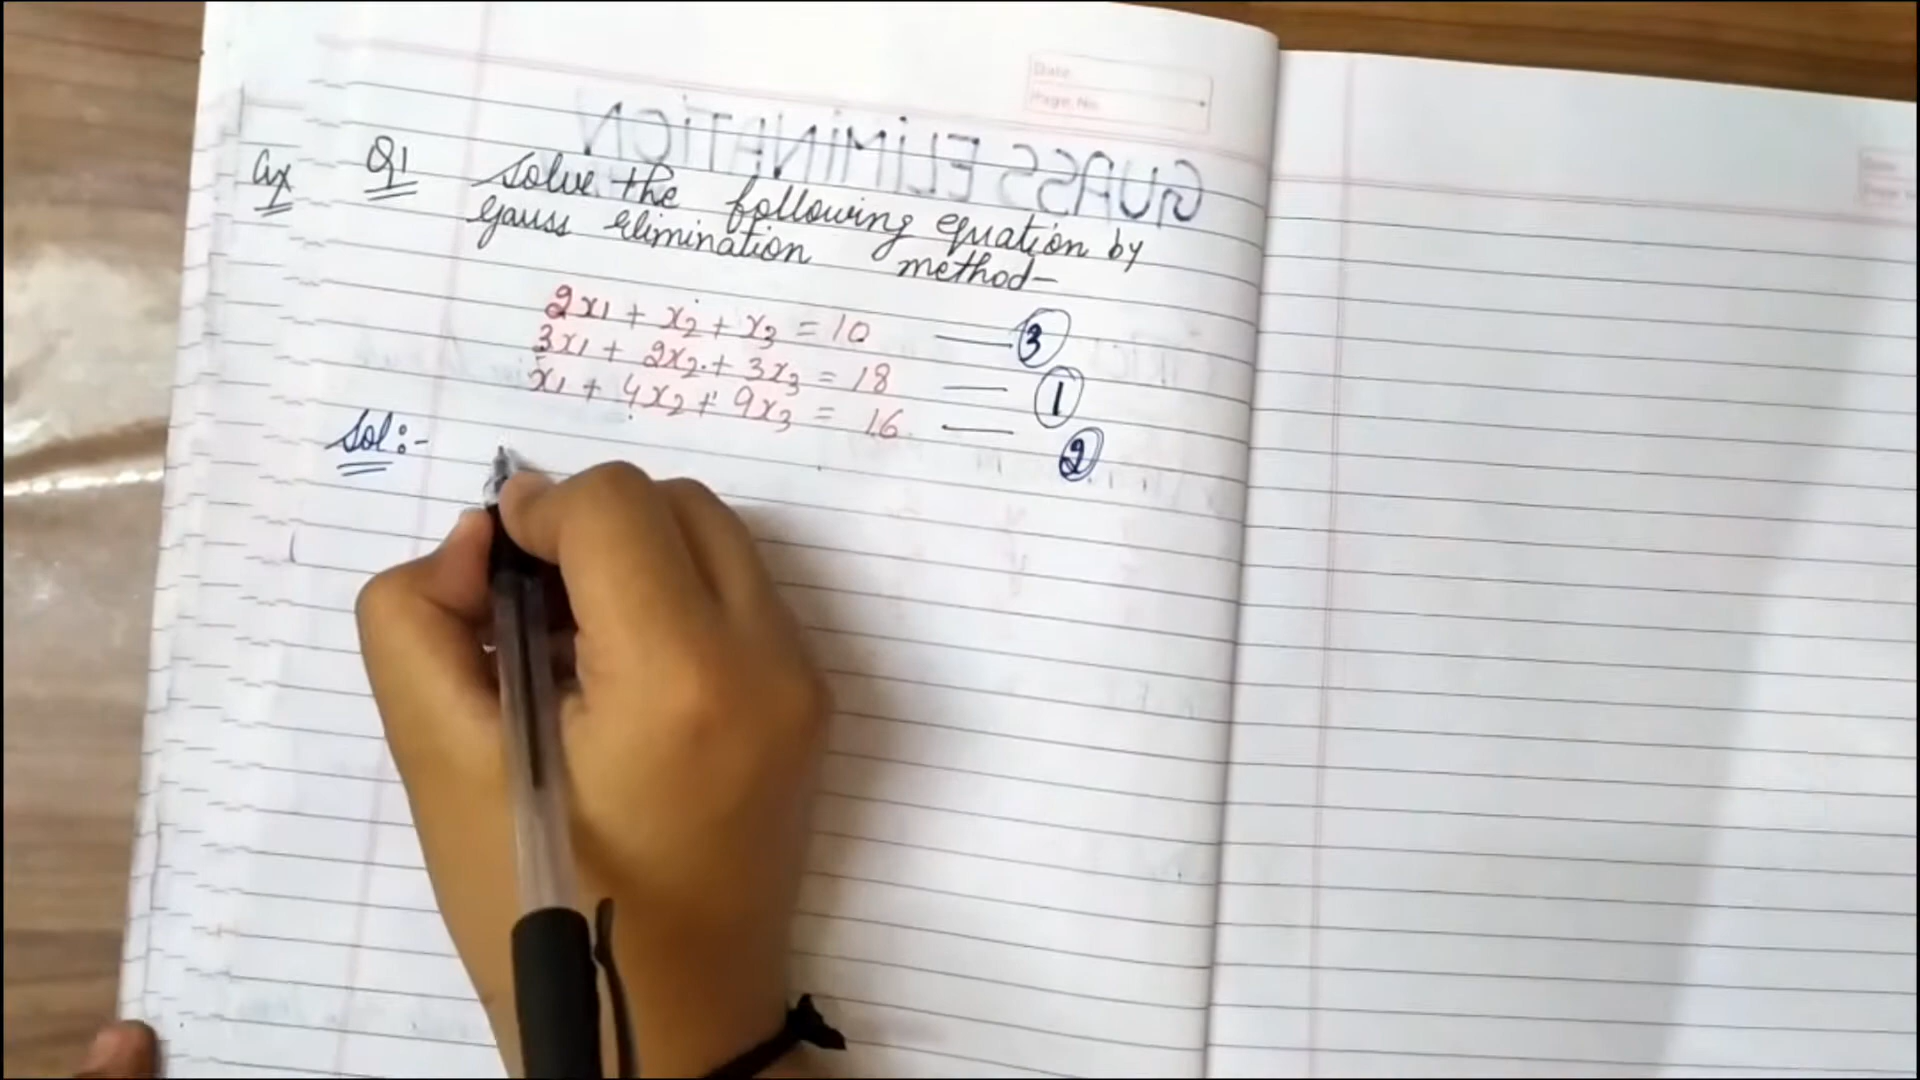 Date
Page No.
GUASS ELIMINATION
Q1 Solve the following equation by
gauss elimination method-
2x₁ + x₂ + x₃ = 10 —— ③
3x₁ + 2x₂ + 3x₃ = 18 —— ①
x₁ + 4x₂ + 9x₃ = 16 —— ②
Sol:-